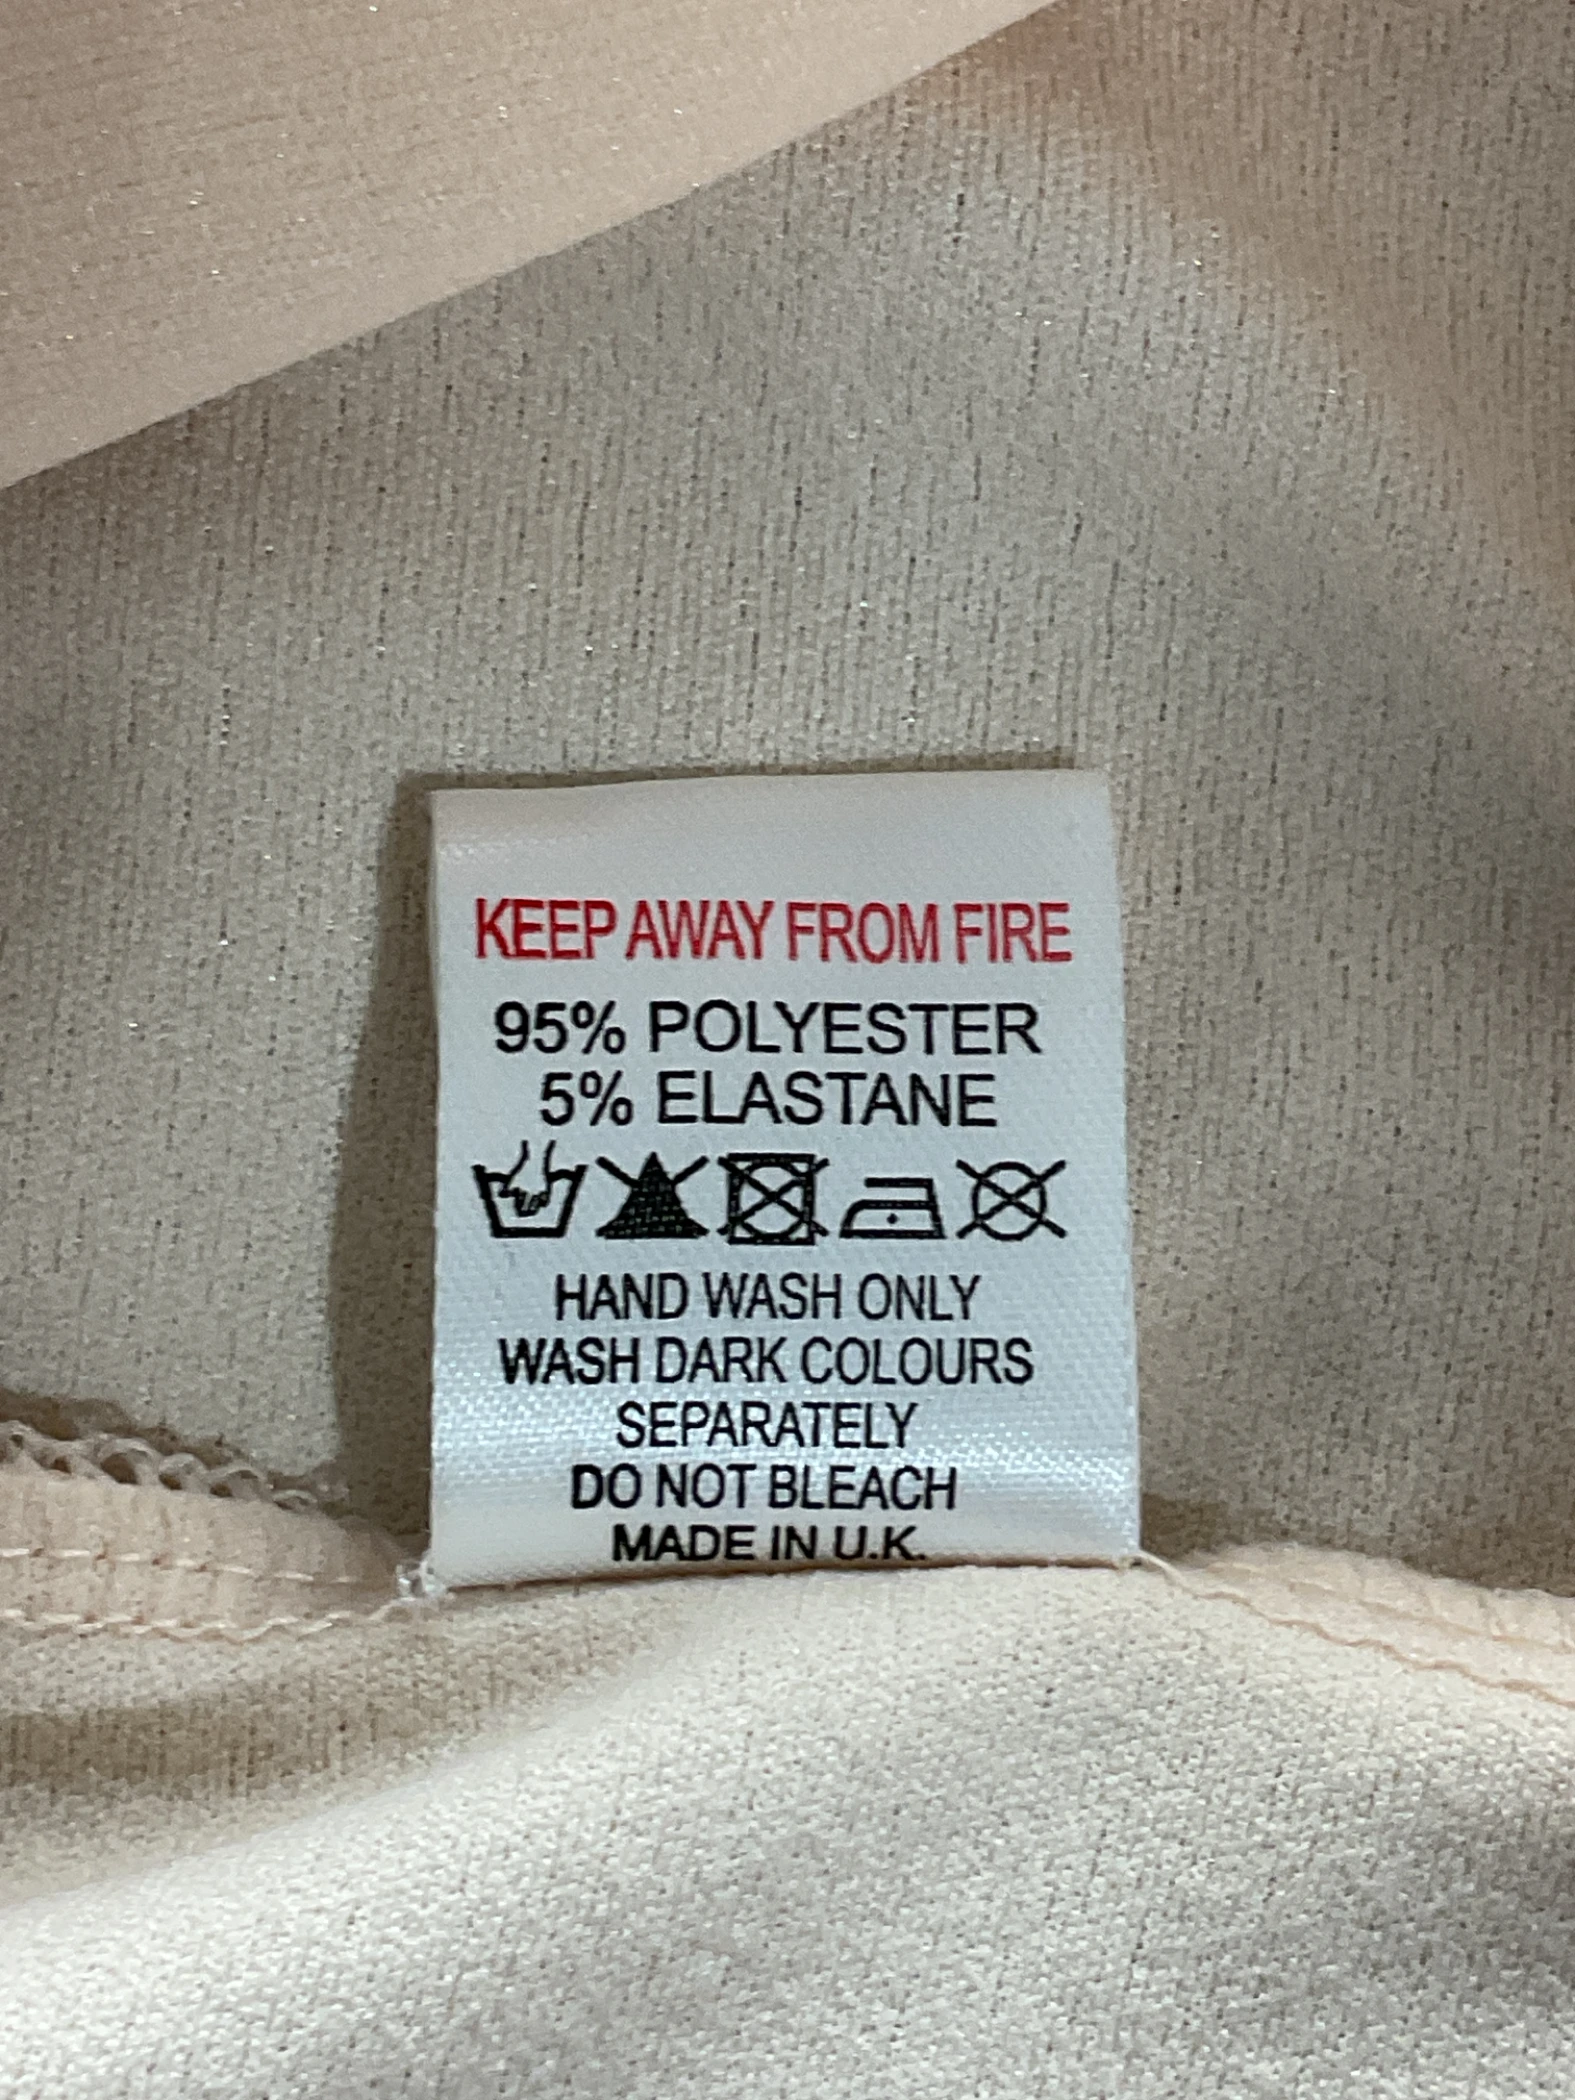 KEEP AWAY FROM FIRE
95% POLYESTER
5% ELASTANE
HAND WASH ONLY
WASH DARK COLOURS
SEPARATELY
DO NOT BLEACH
MADE IN U.K.